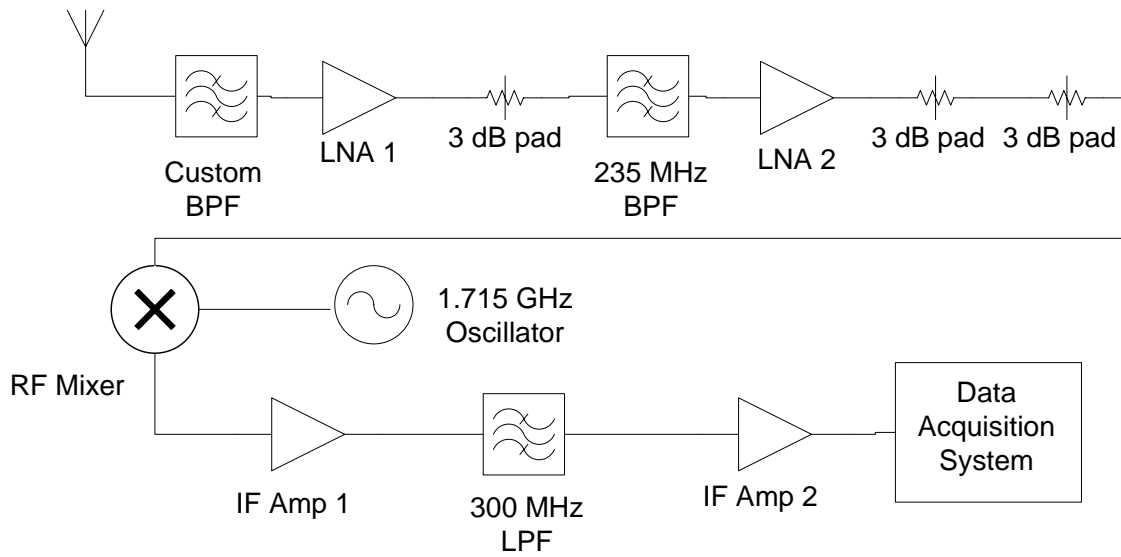 Custom
BPF
LNA 1
3 dB pad
235 MHz
BPF
LNA 2
3 dB pad
3 dB pad
RF Mixer
1.715 GHz
Oscillator
IF Amp 1
300 MHz
LPF
IF Amp 2
Data
Acquisition
System